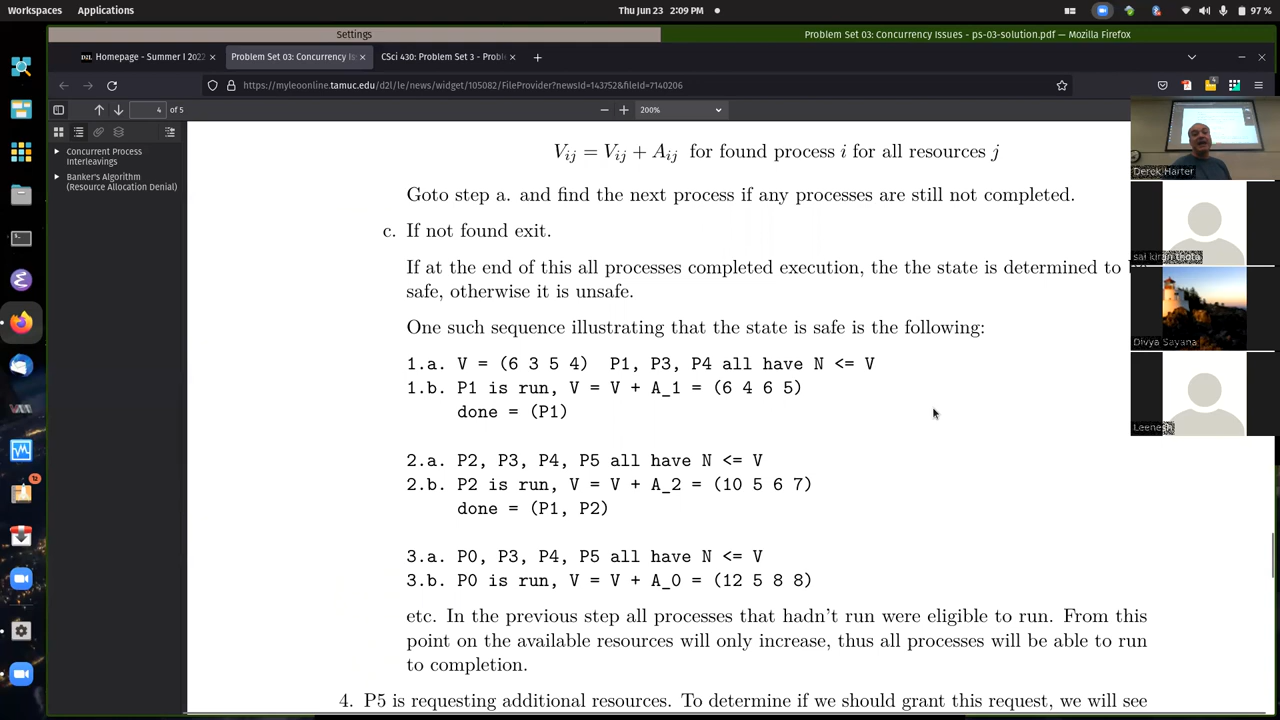 Workspaces Applications Thu Jun 23 2:09 PM 97 %
Settings Problem Set 03: Concurrency Issues - ps-03-solution.pdf — Mozilla Firefox
Homepage - Summer I 2022 Problem Set 03: Concurrency Is CSci 430: Problem Set 3 - Proble
https://myleoonline.tamuc.edu/d2l/le/news/widget/105082/FileProvider?newsId=143752&fileId=7140206
4 of 5 200%
Concurrent Process
Interleavings
Banker's Algorithm
(Resource Allocation Denial)
Vij = Vij + Aij for found process i for all resources j
Goto step a. and find the next process if any processes are still not completed.
c. If not found exit.
If at the end of this all processes completed execution, the the state is determined to
safe, otherwise it is unsafe.
One such sequence illustrating that the state is safe is the following:
1.a. V = (6 3 5 4) P1, P3, P4 all have N <= V
1.b. P1 is run, V = V + A_1 = (6 4 6 5)
done = (P1)
2.a. P2, P3, P4, P5 all have N <= V
2.b. P2 is run, V = V + A_2 = (10 5 6 7)
done = (P1, P2)
3.a. P0, P3, P4, P5 all have N <= V
3.b. P0 is run, V = V + A_0 = (12 5 8 8)
etc. In the previous step all processes that hadn't run were eligible to run. From this
point on the available resources will only increase, thus all processes will be able to run
to completion.
4. P5 is requesting additional resources. To determine if we should grant this request, we will see
Derek Harter
sai kiran thota
Divya Sayana
Leenesh
12
4